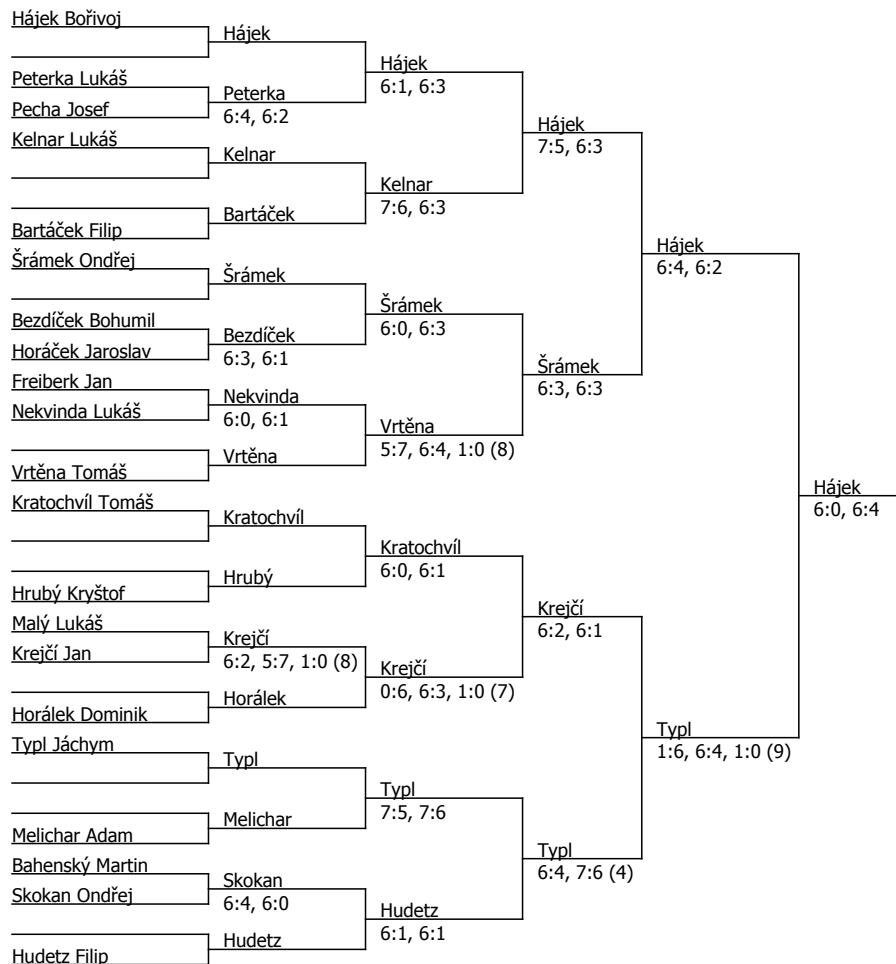 Hájek Bořivoj
Hájek
Hájek
6:1, 6:3
Peterka Lukáš
Peterka
6:4, 6:2
Pecha Josef
Hájek
7:5, 6:3
Kelnar Lukáš
Kelnar
Kelnar
7:6, 6:3
Bartáček
Bartáček Filip
Hájek
6:4, 6:2
Šrámek Ondřej
Šrámek
Šrámek
6:0, 6:3
Bezdíček Bohumil
Bezdíček
6:3, 6:1
Horáček Jaroslav
Šrámek
6:3, 6:3
Freiberk Jan
Nekvinda
6:0, 6:1
Nekvinda Lukáš
Vrtěna
5:7, 6:4, 1:0 (8)
Vrtěna
Vrtěna Tomáš
Hájek
6:0, 6:4
Kratochvíl Tomáš
Kratochvíl
Kratochvíl
6:0, 6:1
Hrubý
Hrubý Kryštof
Krejčí
6:2, 6:1
Malý Lukáš
Krejčí
6:2, 5:7, 1:0 (8)
Krejčí Jan
Krejčí
0:6, 6:3, 1:0 (7)
Horálek
Horálek Dominik
Typl
1:6, 6:4, 1:0 (9)
Typl Jáchym
Typl
Typl
7:5, 7:6
Melichar
Melichar Adam
Typl
6:4, 7:6 (4)
Bahenský Martin
Skokan
6:4, 6:0
Skokan Ondřej
Hudetz
6:1, 6:1
Hudetz
Hudetz Filip